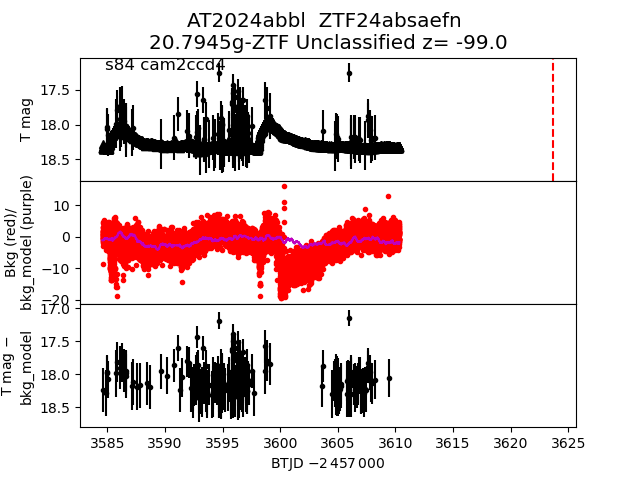 AT2024abbl  ZTF24absaefn
20.7945g-ZTF Unclassified z= -99.0
s84 cam2ccd4
T mag
17.5
18.0
18.5
Bkg (red)/
bkg_model (purple)
10
0
−10
−20
T mag −
bkg_model
17.0
17.5
18.0
18.5
3585 3590 3595 3600 3605 3610 3615 3620 3625
BTJD −2 457 000